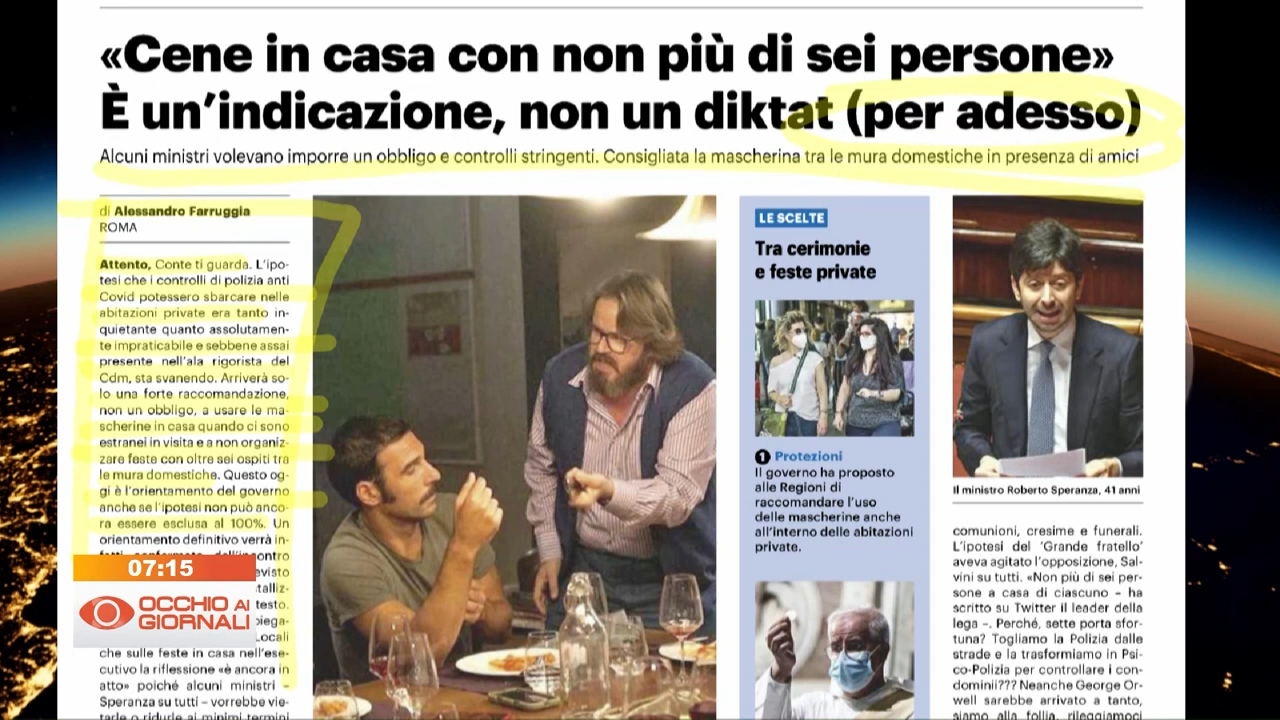 «Cene in casa con non più di sei persone»
È un'indicazione, non un diktat (per adesso)
Alcuni ministri volevano imporre un obbligo e controlli stringenti. Consigliata la mascherina tra le mura domestiche in presenza di amici
di Alessandro Farruggia
ROMA
Attento, Conte ti guarda. L'ipo-
tesi che i controlli di polizia anti
Covid potessero sbarcare nelle
abitazioni private era tanto in-
quietante quanto assolutamen-
te impraticabile e sebbene assai
presente nell'ala rigorista del
Cdm, sta svanendo. Arriverà so-
lo una forte raccomandazione,
non un obbligo, a usare le ma-
scherine in casa quando ci sono
estranei in visita e a non organiz-
zare feste con oltre sei ospiti tra
le mura domestiche. Questo og-
gi è l'orientamento del governo
anche se l'ipotesi non può anco-
ra essere esclusa al 100%. Un
orientamento definitivo verrà in-
che sulle feste in casa nell'ese-
cutivo la riflessione «è ancora in
atto» poiché alcuni ministri –
Speranza su tutti – vorrebbe vie-
tarle o ridurle ai minimi termini
07:15
OCCHIO AI
GIORNALI
LE SCELTE
Tra cerimonie
e feste private
1 Protezioni
Il governo ha proposto
alle Regioni di
raccomandare l'uso
delle mascherine anche
all'interno delle abitazioni
private.
Il ministro Roberto Speranza, 41 anni
comunioni, cresime e funerali.
L'ipotesi del 'Grande fratello'
aveva agitato l'opposizione, Sal-
vini su tutti. «Non più di sei per-
sone a casa di ciascuno – ha
scritto su Twitter il leader della
lega –. Perché, sette porta sfor-
tuna? Togliamo la Polizia dalle
strade e la trasformiamo in Psi-
co-Polizia per controllare i con-
dominii??? Neanche George Or-
well sarebbe arrivato a tanto,
siamo alla follia, rileggiamoci